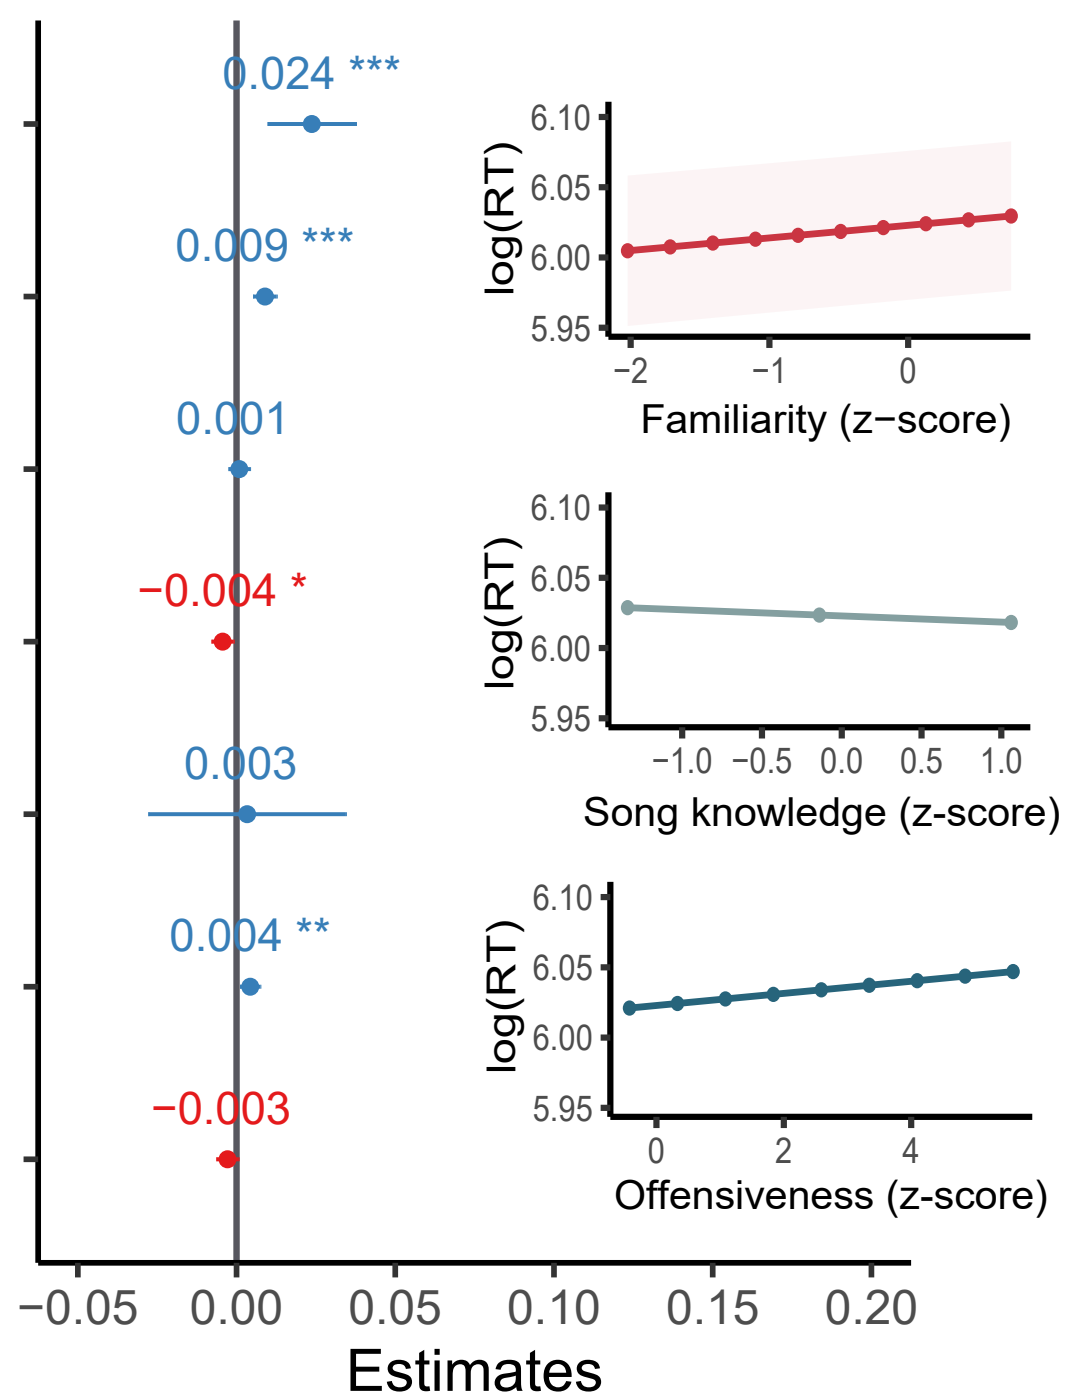 0.024 ***
0.009 ***
0.001
−0.004 *
0.003
0.004 **
−0.003
−0.05 0.00 0.05 0.10 0.15 0.20
Estimates
log(RT)
6.10
6.05
6.00
5.95
−2 −1 0
Familiarity (z−score)
log(RT)
6.10
6.05
6.00
5.95
−1.0 −0.5 0.0 0.5 1.0
Song knowledge (z-score)
log(RT)
6.10
6.05
6.00
5.95
0 2 4
Offensiveness (z-score)